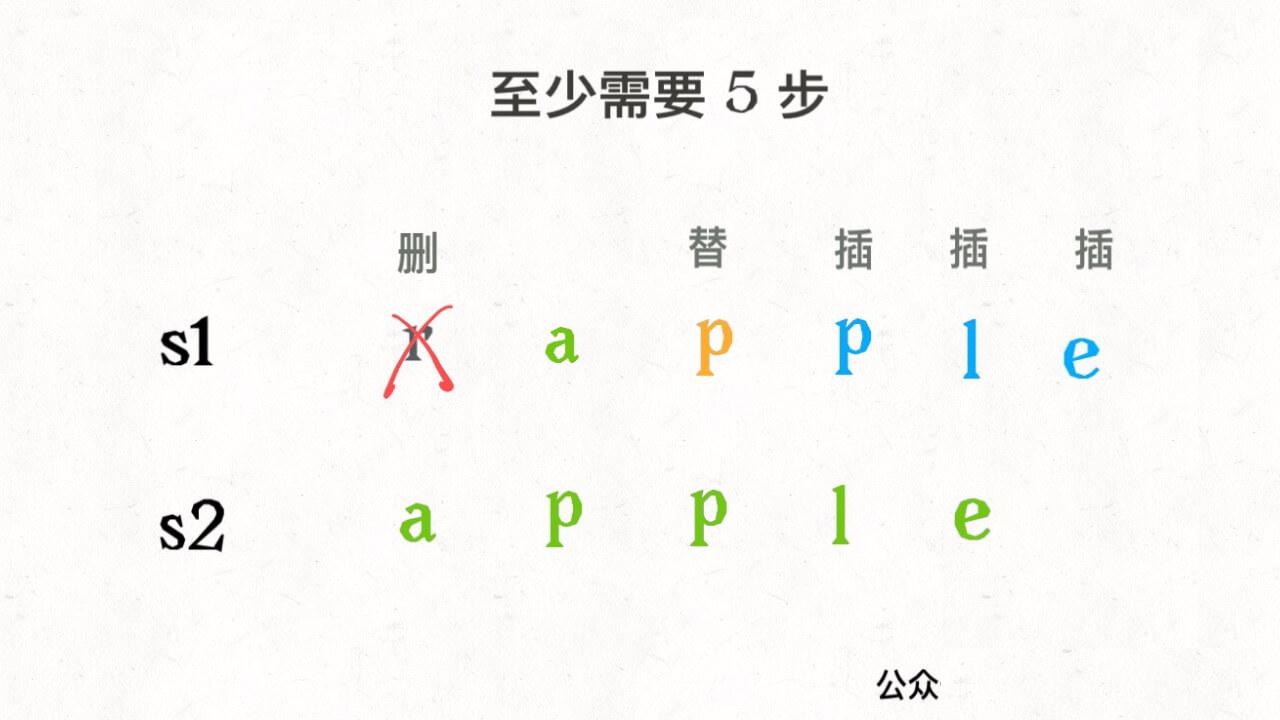 至少需要 5 步
删 替 插 插 插
s1 r a p p l e
s2 a p p l e
公众